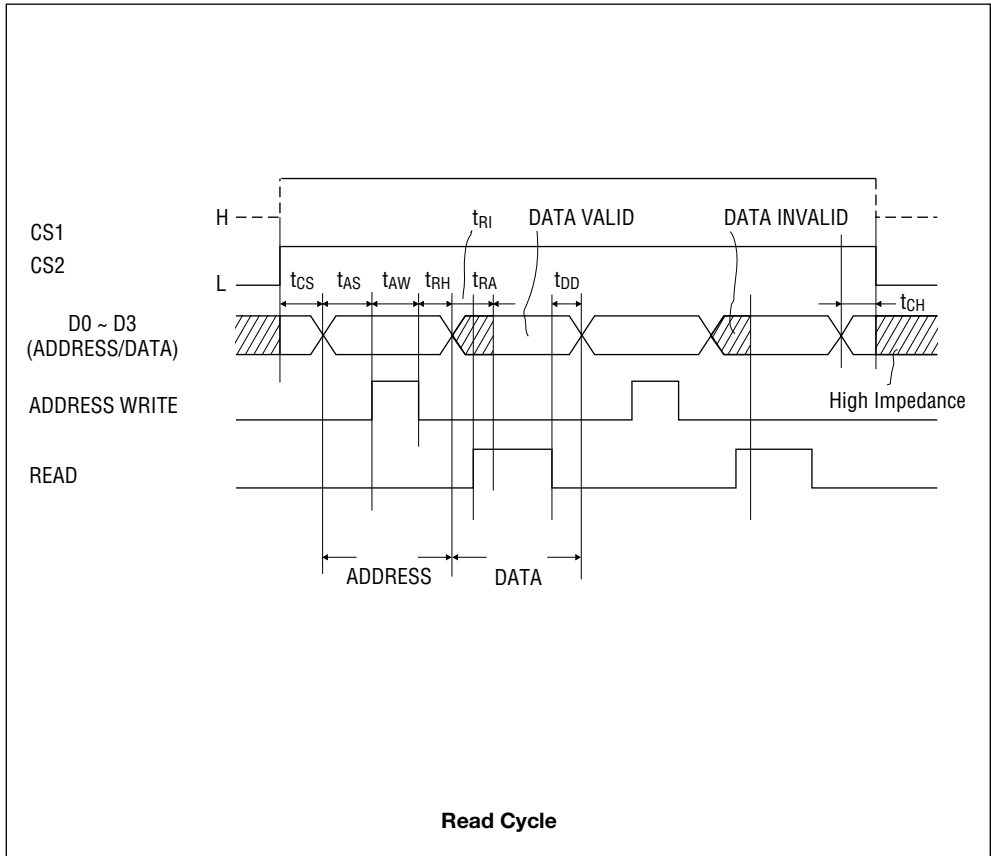 H
tRI
DATA VALID
DATA INVALID
CS1
CS2
L
tCS
tAS
tAW
tRH
tRA
tDD
tCH
D0 ~ D3
(ADDRESS/DATA)
High Impedance
ADDRESS WRITE
READ
ADDRESS
DATA
Read Cycle